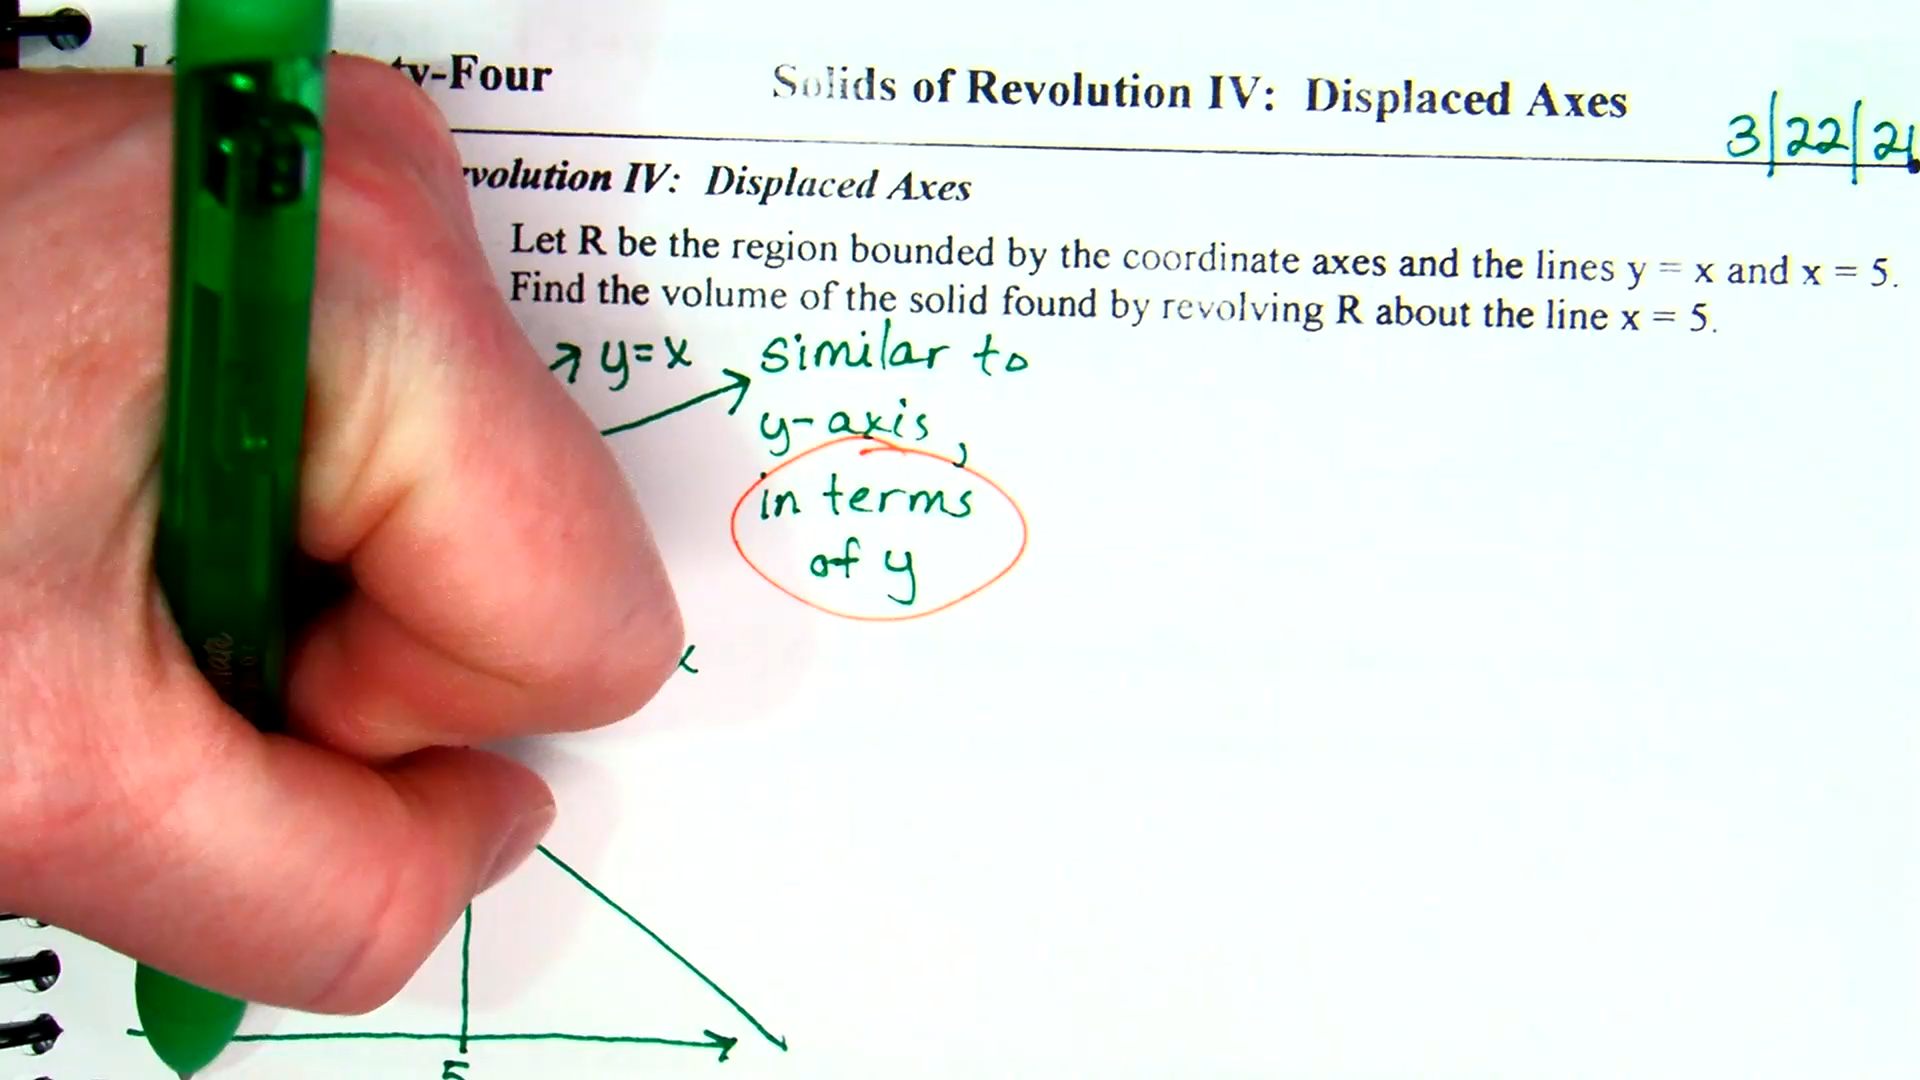 ty-Four Solids of Revolution IV: Displaced Axes
3/22/21
volution IV: Displaced Axes
Let R be the region bounded by the coordinate axes and the lines y = x and x = 5.
Find the volume of the solid found by revolving R about the line x = 5.
y=x similar to
y-axis,
in terms
of y
x
5